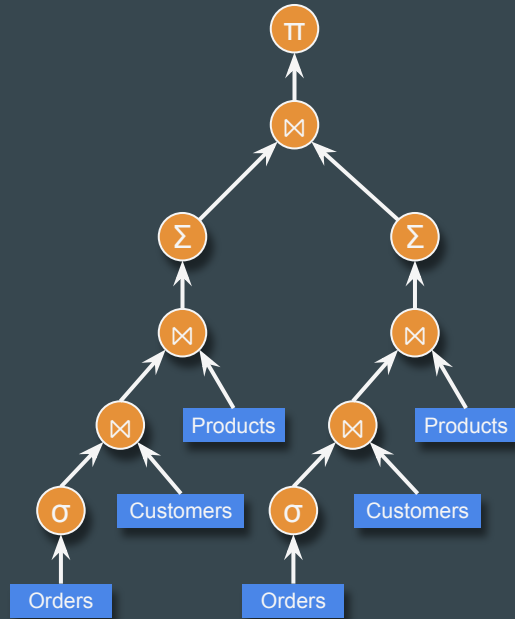 π
⋈
Σ
Σ
⋈
⋈
Products
Products
⋈
⋈
σ
Customers
σ
Customers
Orders
Orders